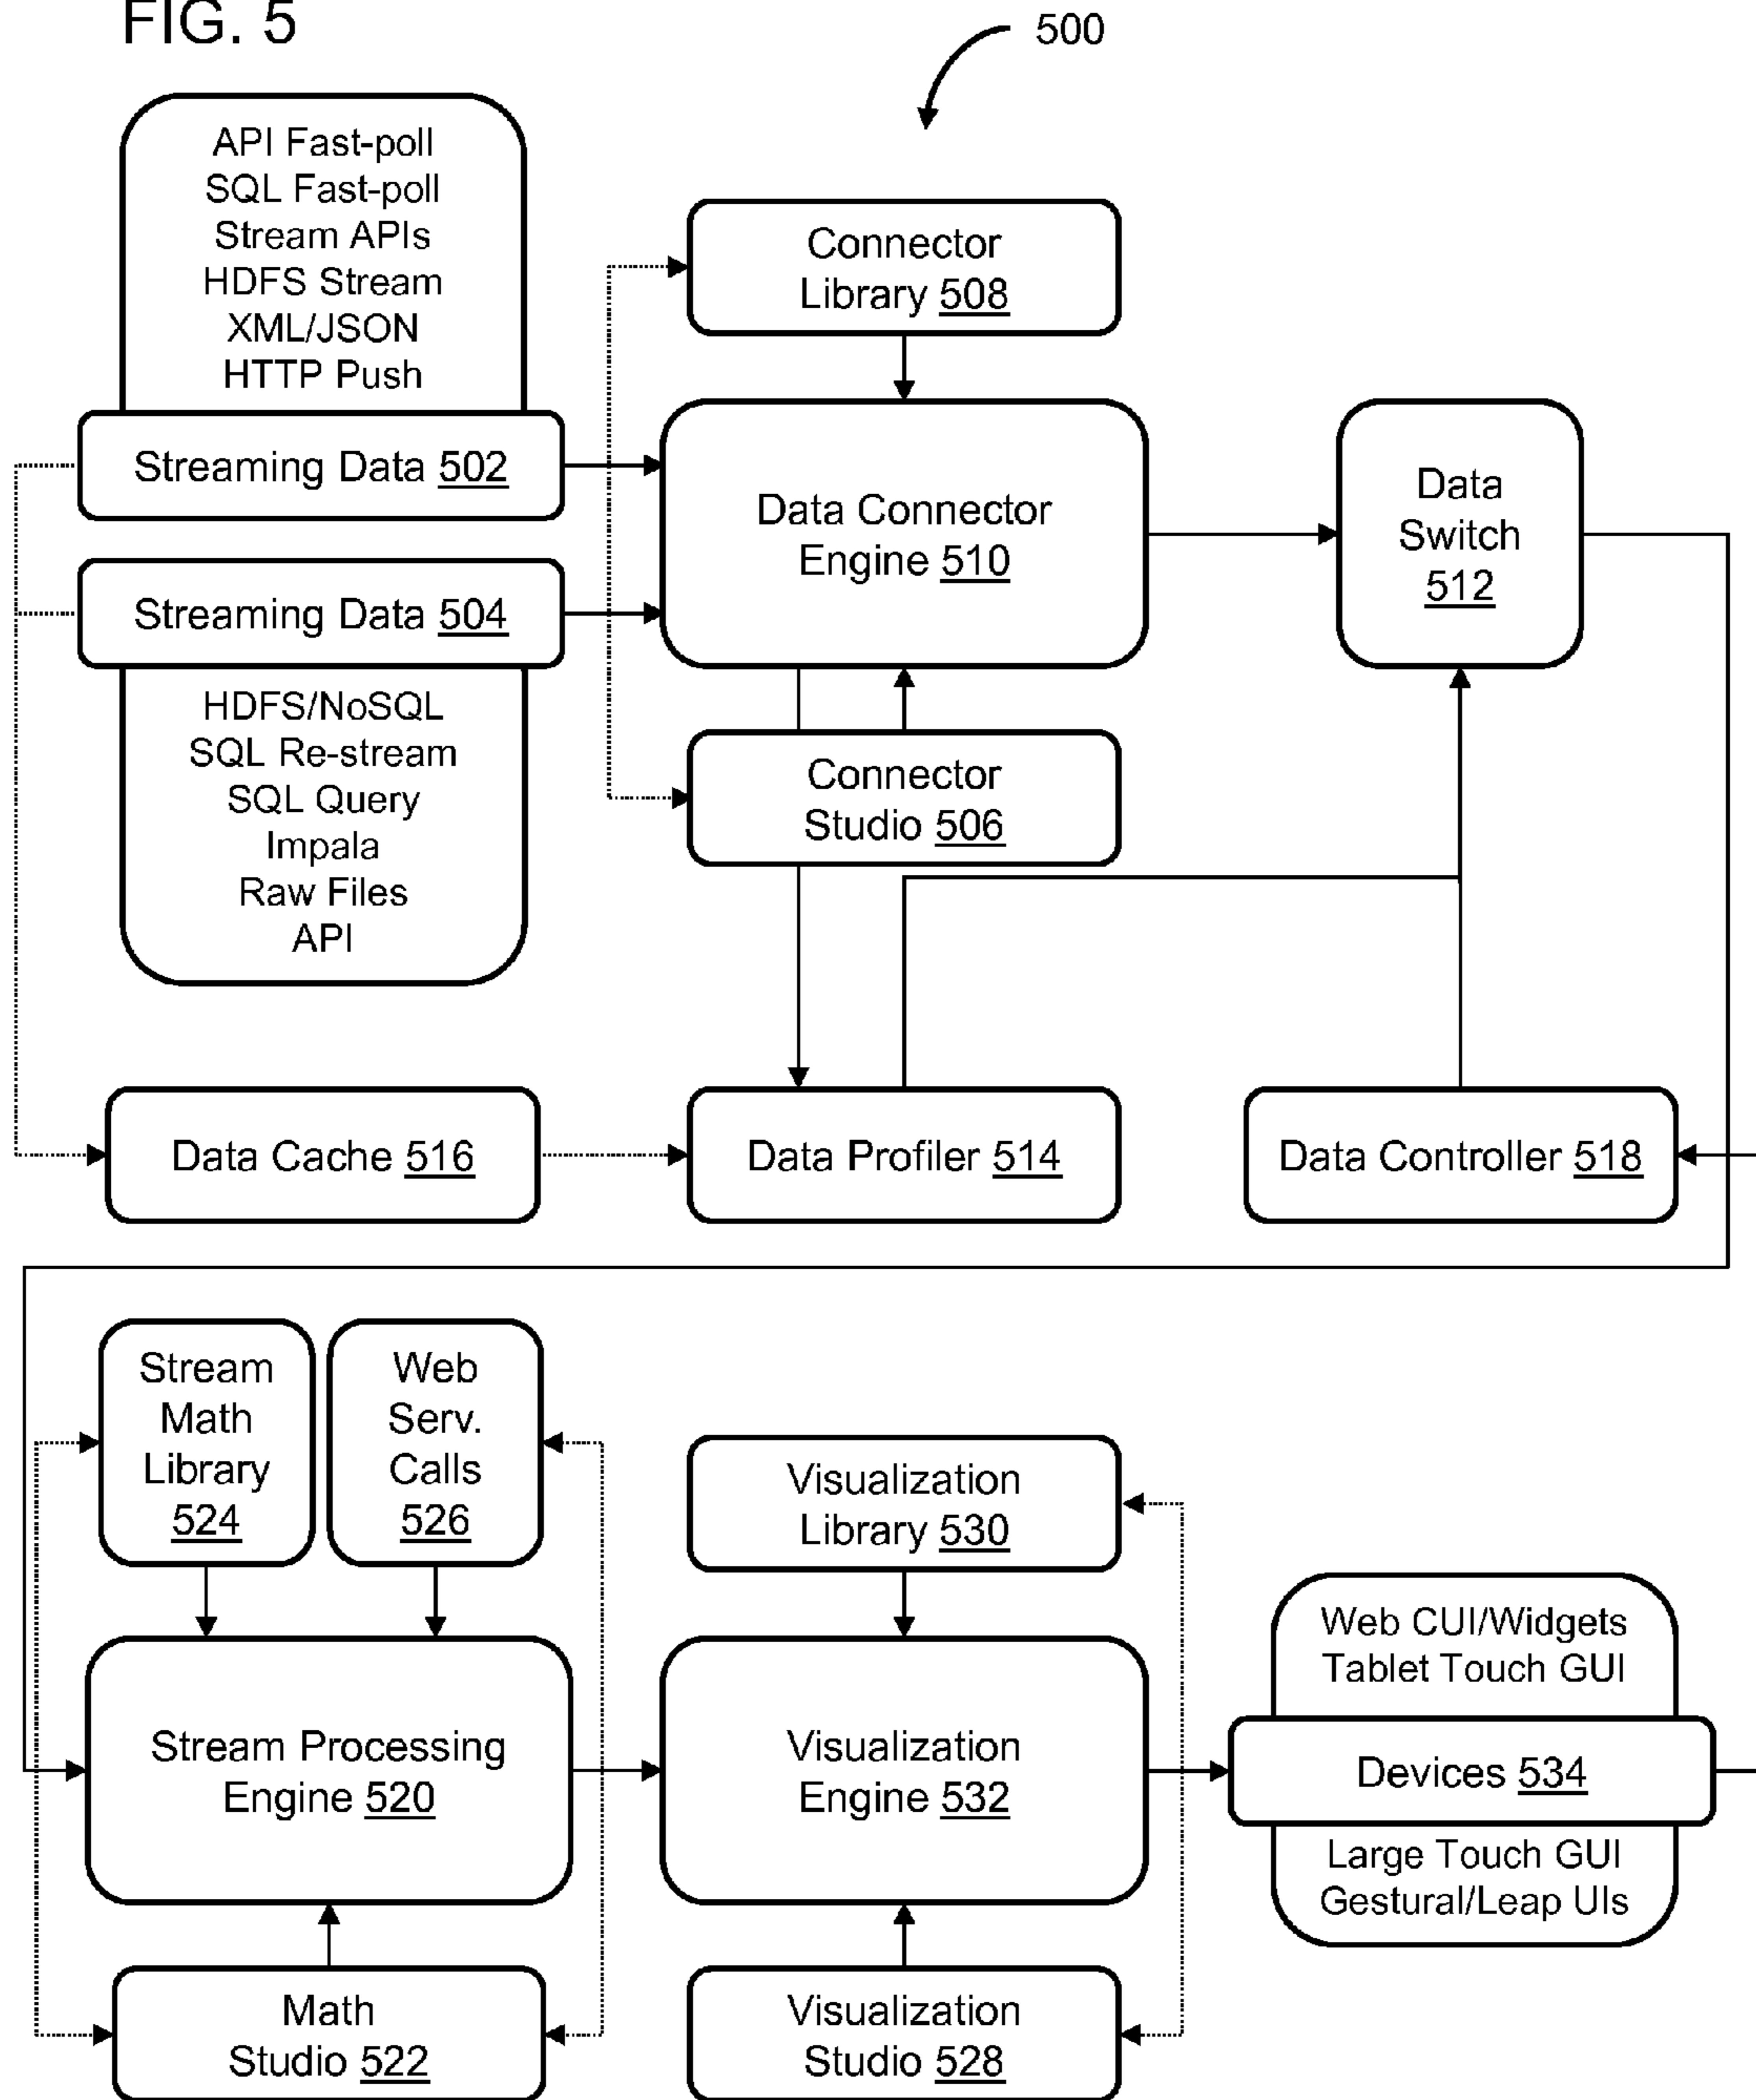 FIG. 5
500
API Fast-poll
SQL Fast-poll
Stream APIs
HDFS Stream
XML/JSON
HTTP Push
Streaming Data 502
Streaming Data 504
HDFS/NoSQL
SQL Re-stream
SQL Query
Impala
Raw Files
API
Connector
Library 508
Data Connector
Engine 510
Connector
Studio 506
Data
Switch
512
Data Cache 516
Data Profiler 514
Data Controller 518
Stream
Math
Library
524
Web
Serv.
Calls
526
Stream Processing
Engine 520
Math
Studio 522
Visualization
Library 530
Visualization
Engine 532
Visualization
Studio 528
Web CUI/Widgets
Tablet Touch GUI
Devices 534
Large Touch GUI
Gestural/Leap UIs